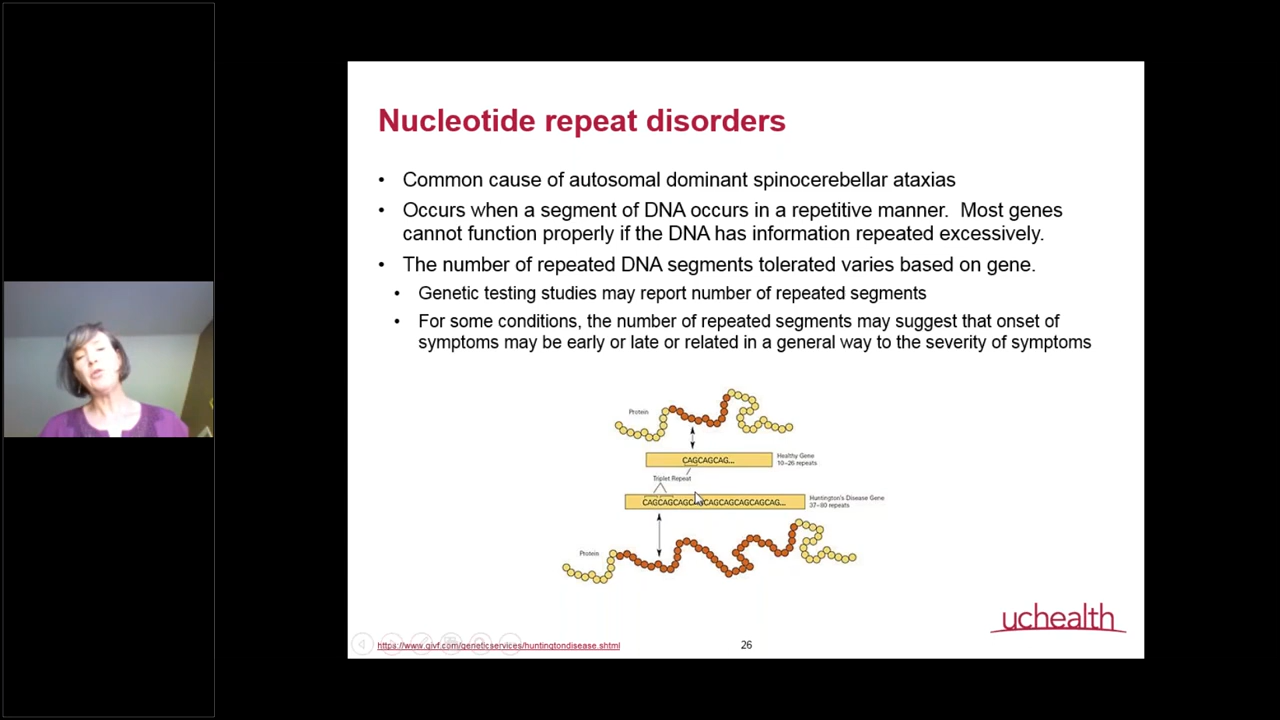 Nucleotide repeat disorders
• Common cause of autosomal dominant spinocerebellar ataxias
• Occurs when a segment of DNA occurs in a repetitive manner.  Most genes
cannot function properly if the DNA has information repeated excessively.
• The number of repeated DNA segments tolerated varies based on gene.
• Genetic testing studies may report number of repeated segments
• For some conditions, the number of repeated segments may suggest that onset of
symptoms may be early or late or related in a general way to the severity of symptoms
Protein
CAGCAGCAG...
Healthy Gene
10–26 repeats
Triplet Repeat
Huntington's Disease Gene
37–80 repeats
Protein
uchealth
https://www.givf.com/geneticservices/huntingtondisease.shtml
26